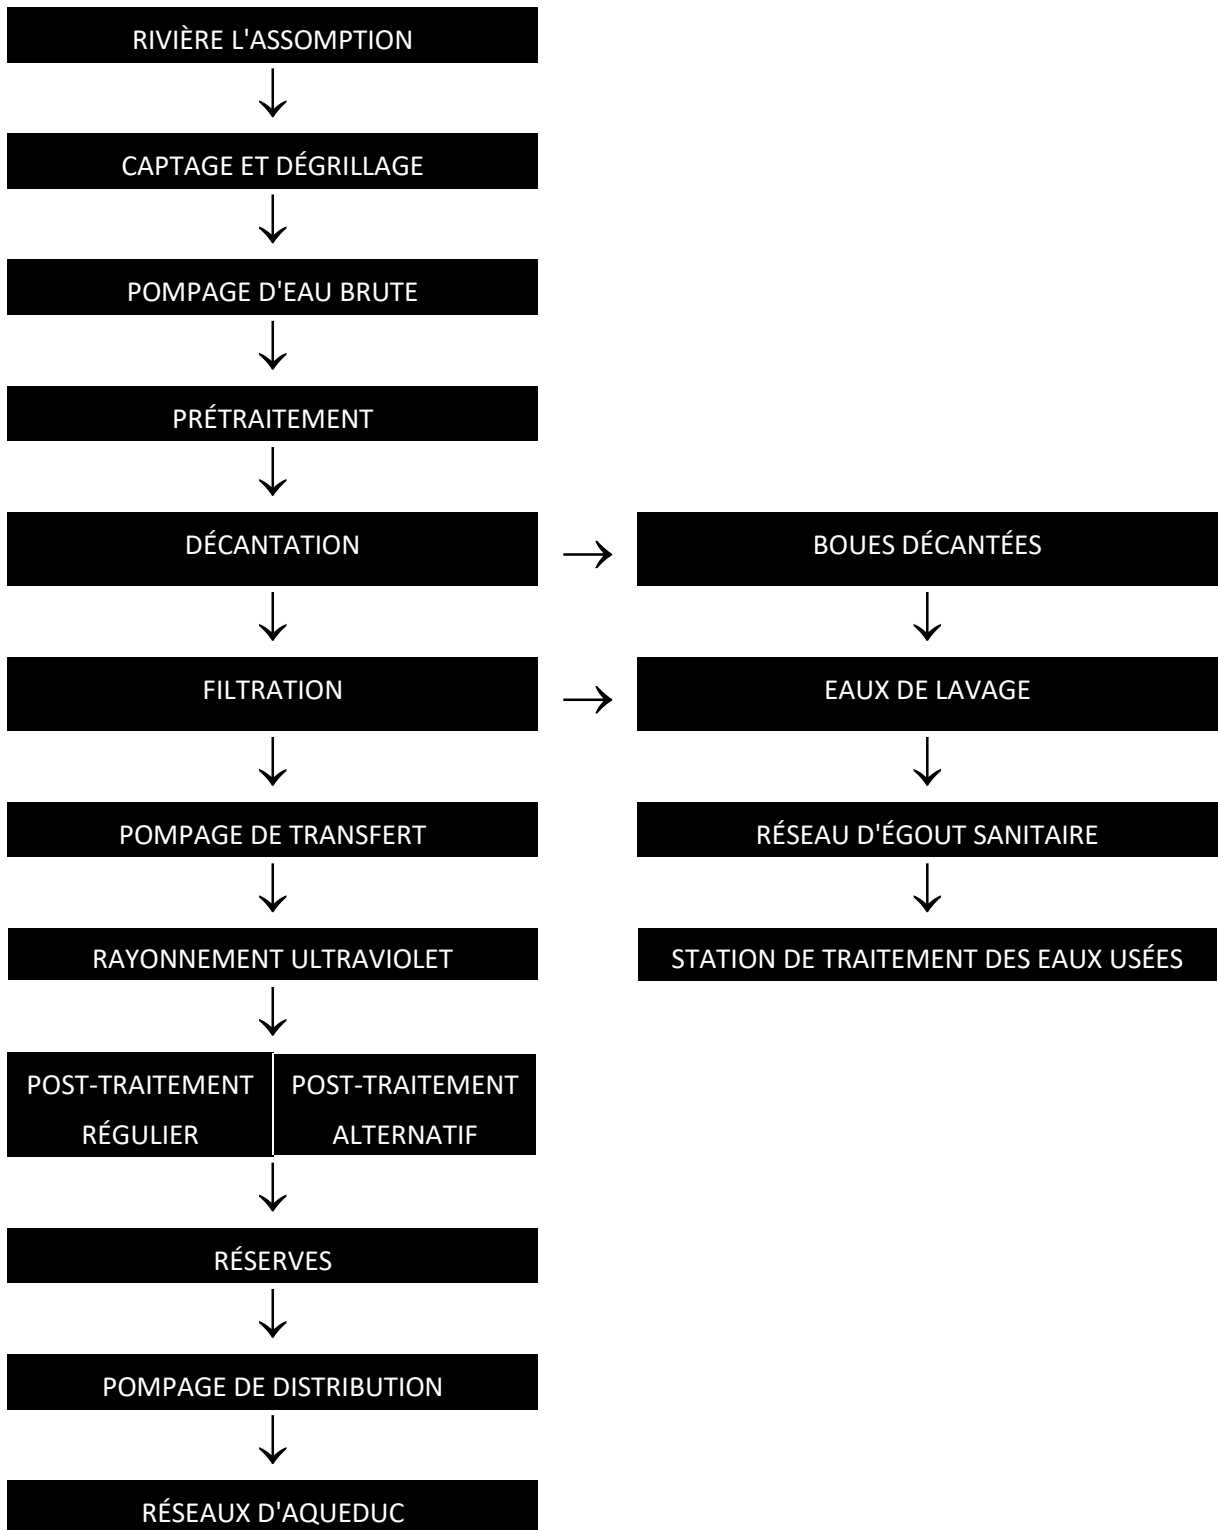 RIVIÈRE L'ASSOMPTION
CAPTAGE ET DÉGRILLAGE
POMPAGE D'EAU BRUTE
PRÉTRAITEMENT
DÉCANTATION
BOUES DÉCANTÉES
FILTRATION
EAUX DE LAVAGE
POMPAGE DE TRANSFERT
RÉSEAU D'ÉGOUT SANITAIRE
RAYONNEMENT ULTRAVIOLET
STATION DE TRAITEMENT DES EAUX USÉES
POST-TRAITEMENT
RÉGULIER
POST-TRAITEMENT
ALTERNATIF
RÉSERVES
POMPAGE DE DISTRIBUTION
RÉSEAUX D'AQUEDUC